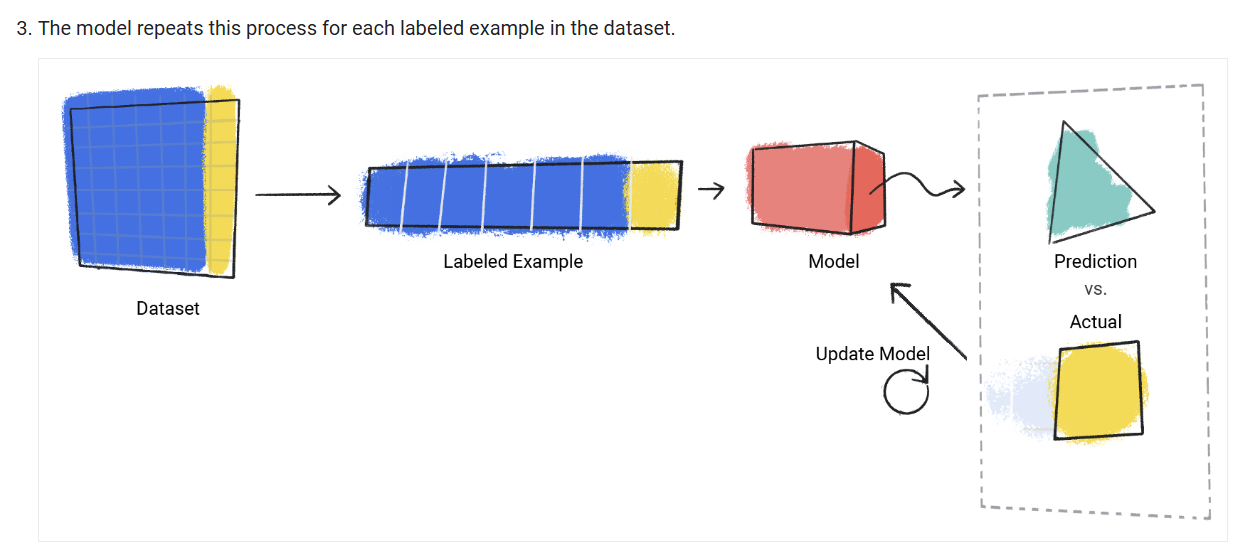 3. The model repeats this process for each labeled example in the dataset.
Dataset
Labeled Example
Model
Prediction
vs.
Actual
Update Model